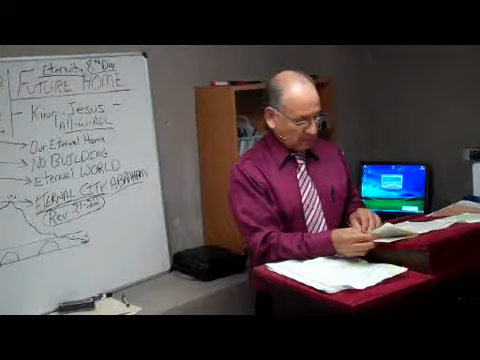 Eternity 8th Day
FUTURE HOME
King Jesus
All-in-All
Our Eternal Home
NO BUILDING
ETERNAL WORLD
ETERNAL CITY ABRAHAM
(Rev 21-22)